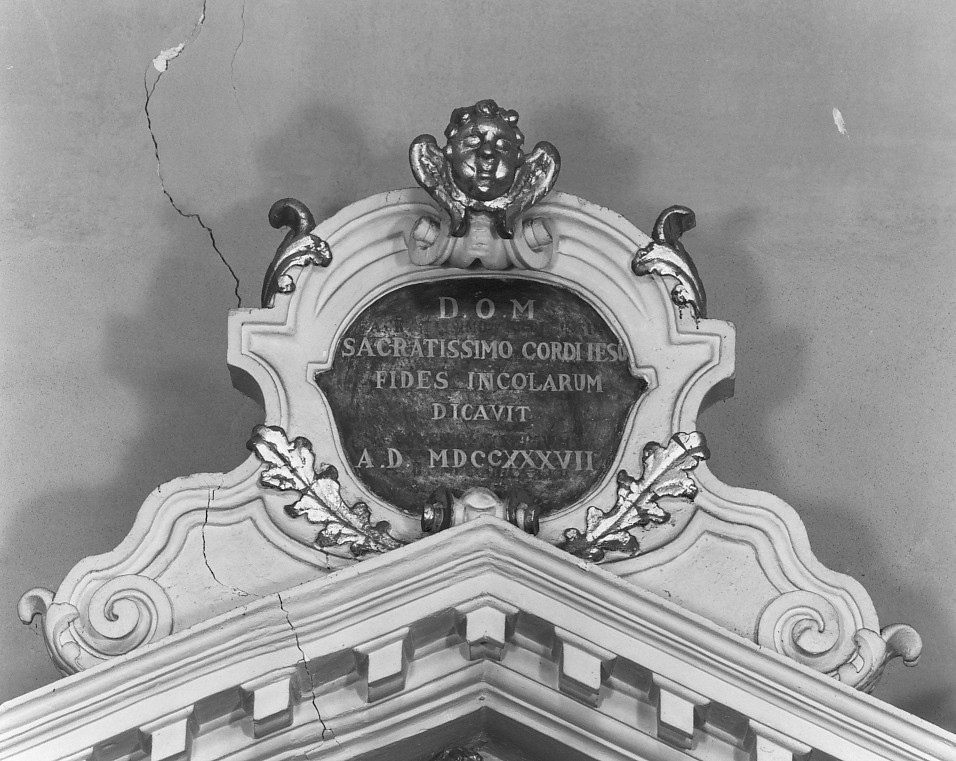 D. O. M
SACRATISSIMO CORDI IESU
FIDES INCOLARUM
DICAVIT
A.D. MDCCXXXVII